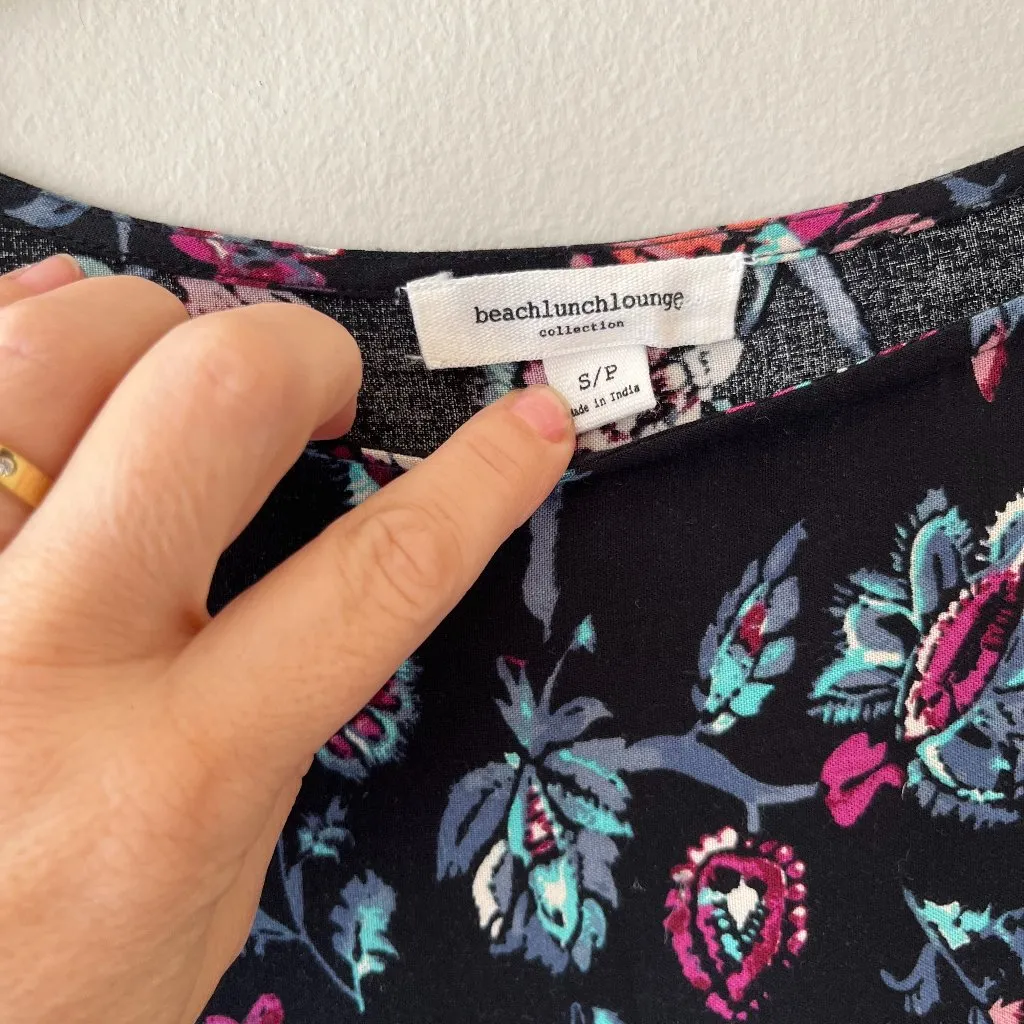 beachlunchlounge
collection
S/P
in India